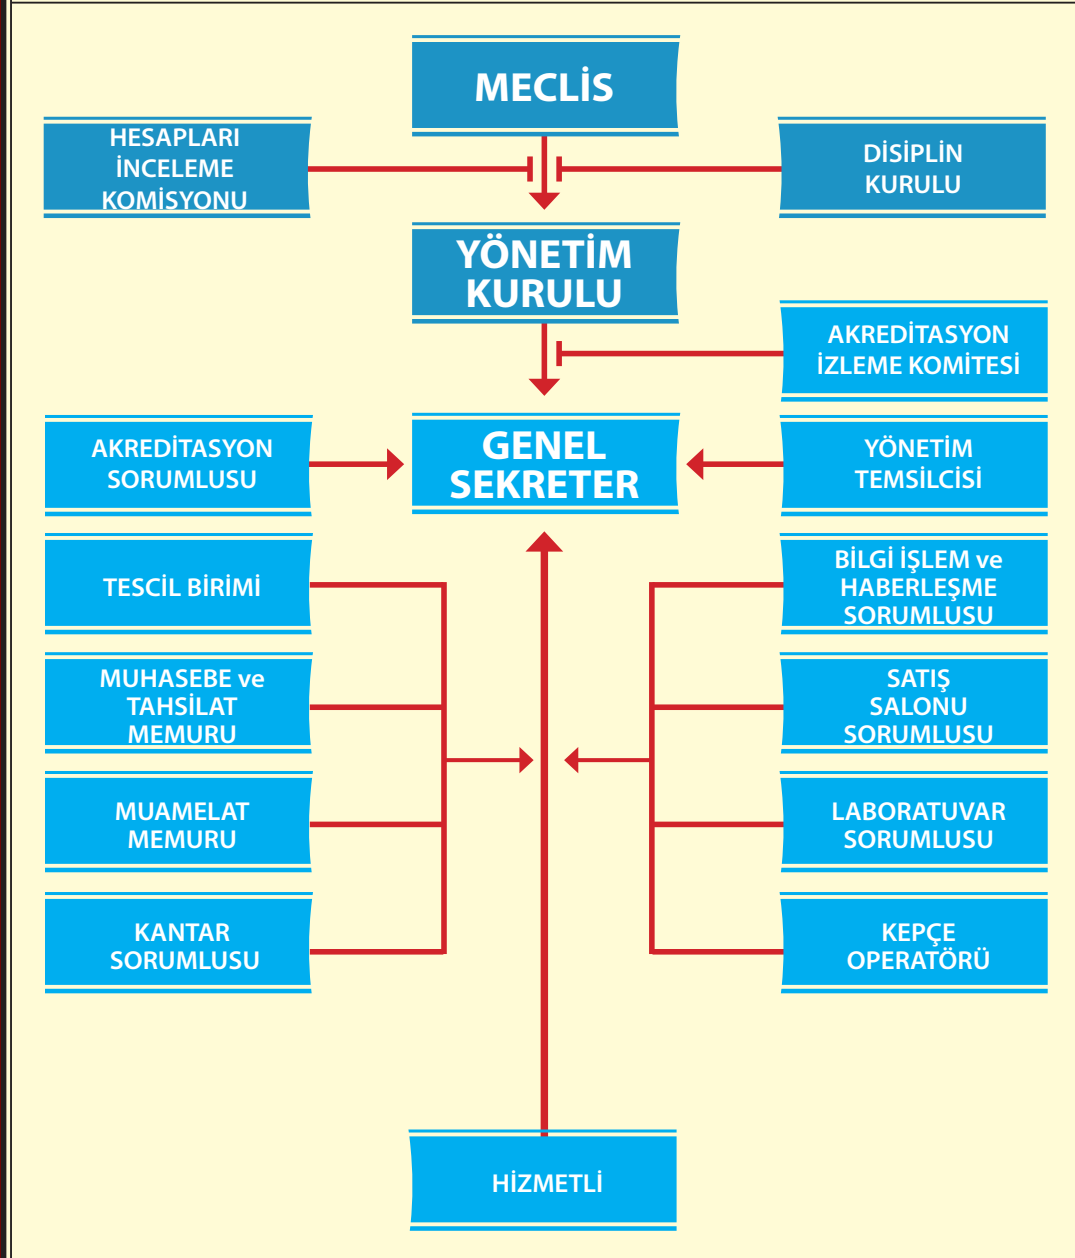 MECLİS
HESAPLARI
İNCELEME
KOMİSYONU
DİSİPLİN
KURULU
YÖNETİM
KURULU
AKREDİTASYON
İZLEME KOMİTESİ
AKREDİTASYON
SORUMLUSU
GENEL
SEKRETER
YÖNETİM
TEMSİLCİSİ
TESCİL BİRİMİ
BİLGİ İŞLEM ve
HABERLEŞME
SORUMLUSU
MUHASEBE ve
TAHSİLAT
MEMURU
SATIŞ
SALONU
SORUMLUSU
MUAMELAT
MEMURU
LABORATUVAR
SORUMLUSU
KANTAR
SORUMLUSU
KEPÇE
OPERATÖRÜ
HİZMETLİ